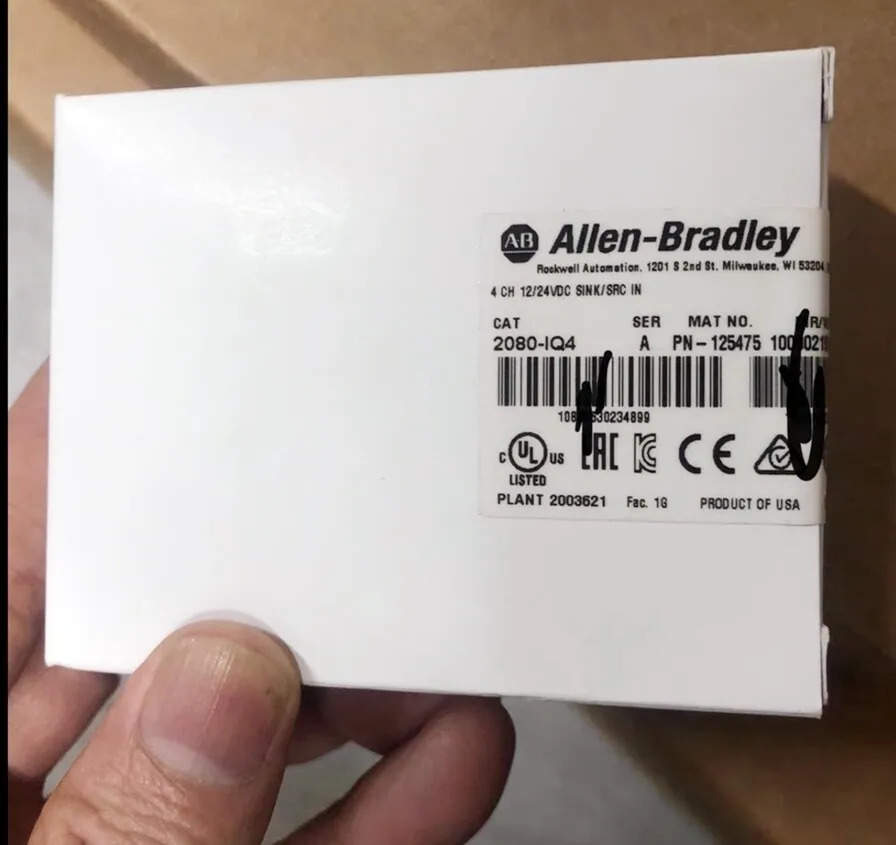 AB Allen-Bradley
Rockwell Automation, 1201 S 2nd St. Milwaukee, WI 53204
4 CH 12/24VDC SINK/SRC IN
CAT SER MAT NO.
2080-IQ4 A PN-125475
C UL US EAC CE
LISTED
PLANT 2003621 Fac. 1G PRODUCT OF USA